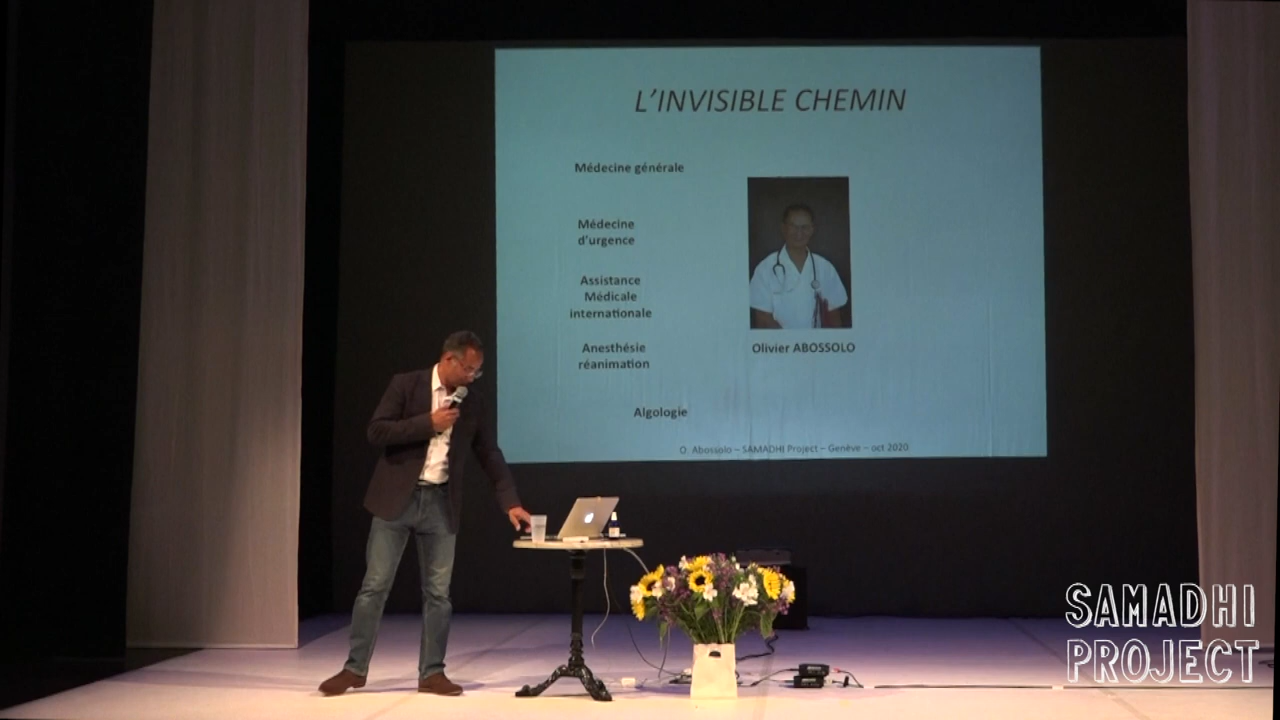 L'INVISIBLE CHEMIN
Médecine générale
Médecine
d'urgence
Assistance
Médicale
internationale
Anesthésie
réanimation
Algologie
Olivier ABOSSOLO
O. Abossolo – SAMADHI Project – Genève – oct 2020
SAMADHI
PROJECT